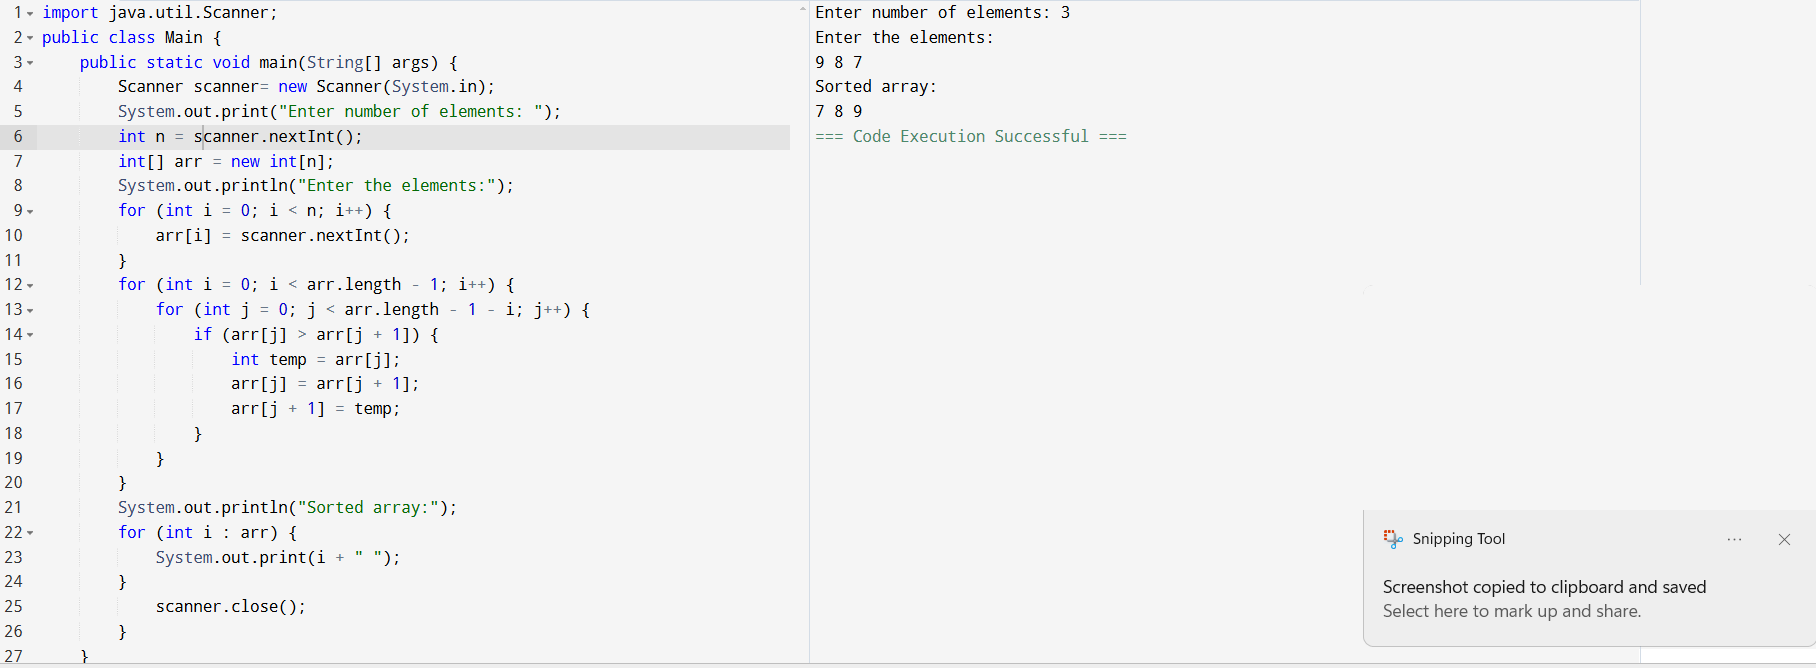 1 import java.util.Scanner;
2 public class Main {
3     public static void main(String[] args) {
4         Scanner scanner= new Scanner(System.in);
5         System.out.print("Enter number of elements: ");
6         int n = scanner.nextInt();
7         int[] arr = new int[n];
8         System.out.println("Enter the elements:");
9         for (int i = 0; i < n; i++) {
10             arr[i] = scanner.nextInt();
11         }
12         for (int i = 0; i < arr.length - 1; i++) {
13             for (int j = 0; j < arr.length - 1 - i; j++) {
14                 if (arr[j] > arr[j + 1]) {
15                     int temp = arr[j];
16                     arr[j] = arr[j + 1];
17                     arr[j + 1] = temp;
18                 }
19             }
20         }
21         System.out.println("Sorted array:");
22         for (int i : arr) {
23             System.out.print(i + " ");
24         }
25             scanner.close();
26         }
27     }
Enter number of elements: 3
Enter the elements:
9 8 7
Sorted array:
7 8 9
=== Code Execution Successful ===
Snipping Tool
Screenshot copied to clipboard and saved
Select here to mark up and share.